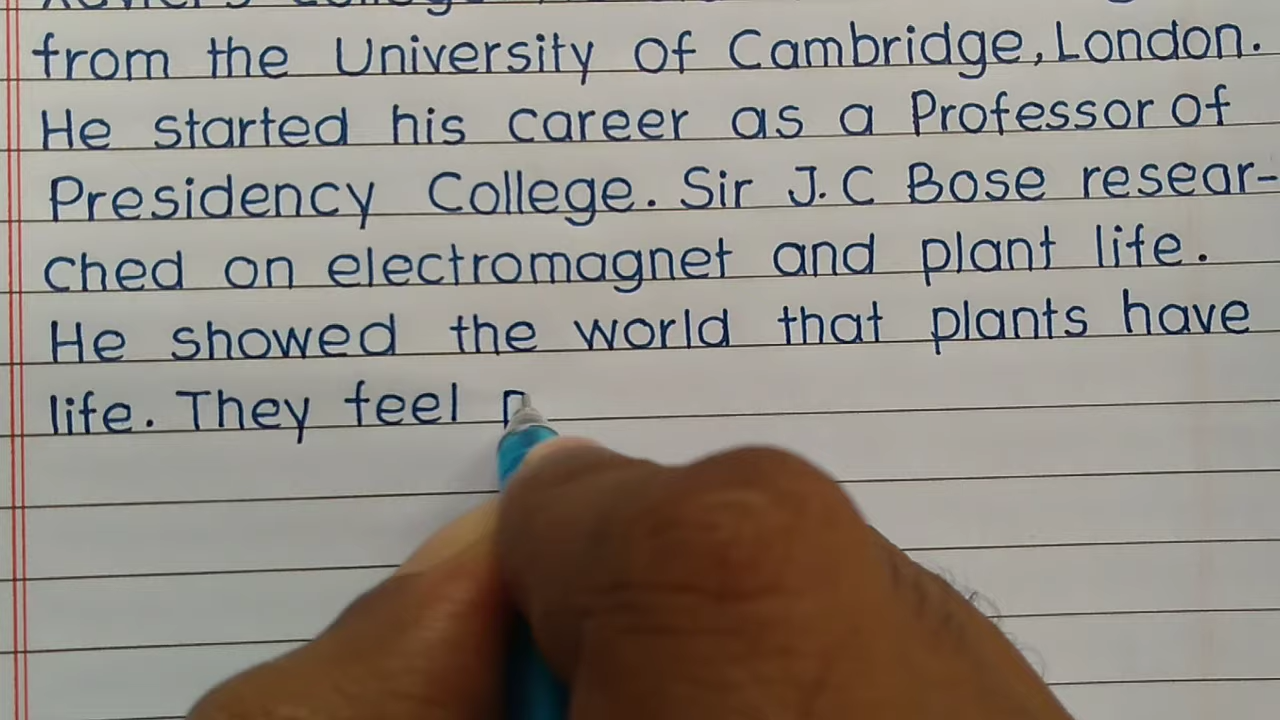 from the University of Cambridge, London.
He started his career as a Professor of
Presidency College. Sir J.C Bose resear-
ched on electromagnet and plant life.
He showed the world that plants have
life. They feel